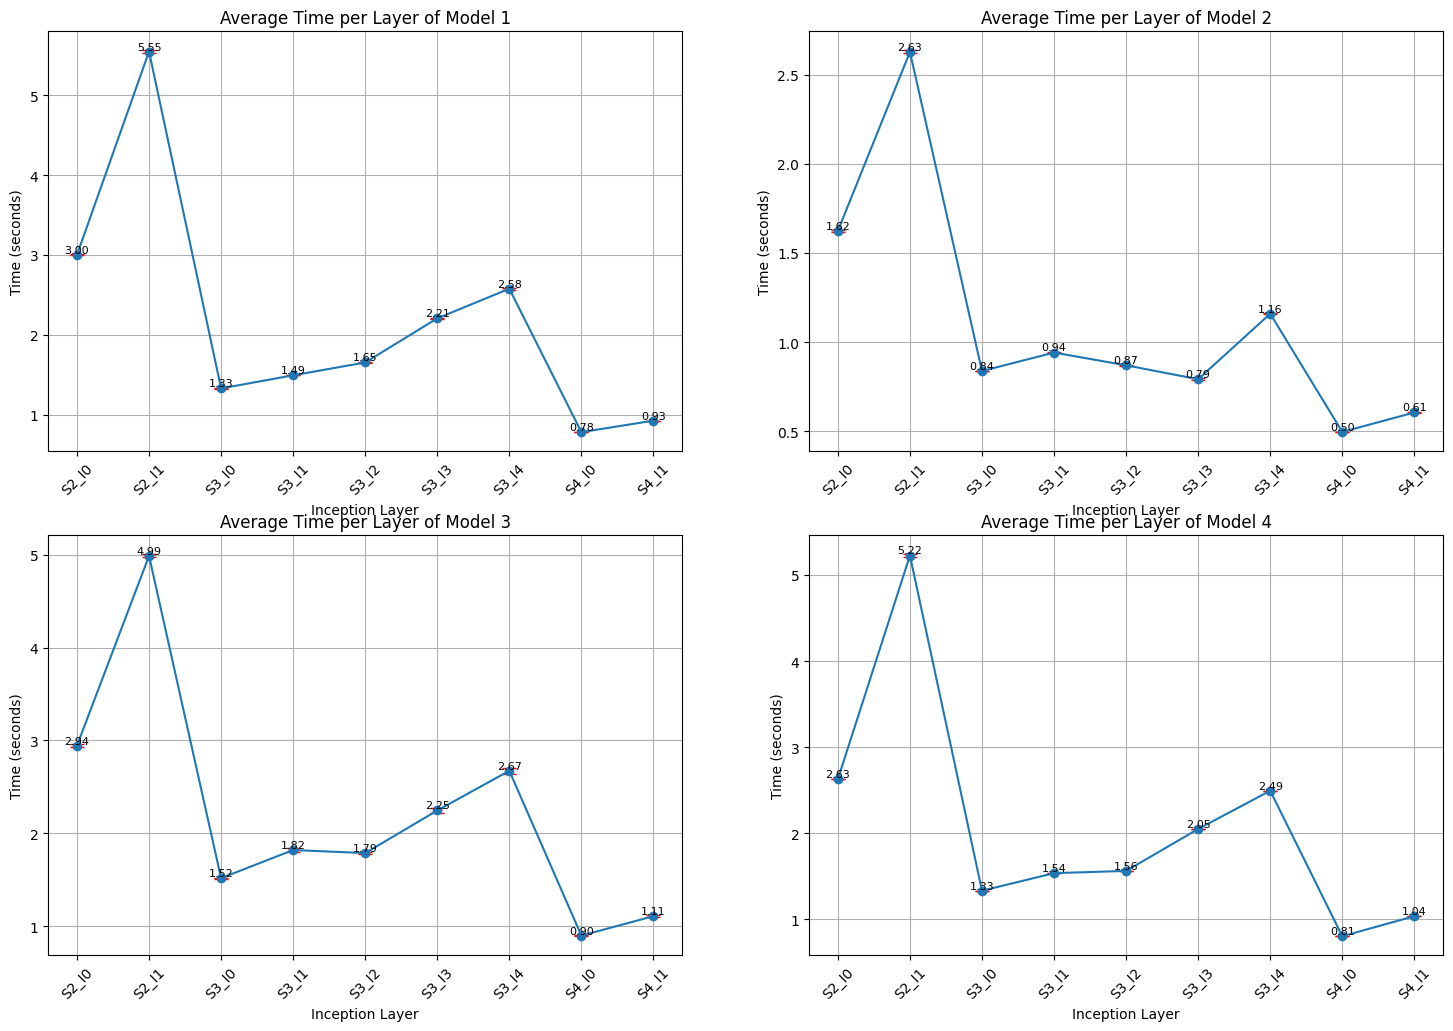 Average Time per Layer of Model 1
Time (seconds)
5
4
3
2
1
3.00
5.55
1.33
1.49
1.65
2.21
2.58
0.78
0.93
S2_I0
S2_I1
S3_I0
S3_I1
S3_I2
S3_I3
S3_I4
S4_I0
S4_I1
Inception Layer
Average Time per Layer of Model 2
Time (seconds)
2.5
2.0
1.5
1.0
0.5
1.62
2.63
0.84
0.94
0.87
0.79
1.16
0.50
0.61
S2_I0
S2_I1
S3_I0
S3_I1
S3_I2
S3_I3
S3_I4
S4_I0
S4_I1
Inception Layer
Average Time per Layer of Model 3
Time (seconds)
5
4
3
2
1
2.94
4.99
1.52
1.82
1.79
2.25
2.67
0.90
1.11
S2_I0
S2_I1
S3_I0
S3_I1
S3_I2
S3_I3
S3_I4
S4_I0
S4_I1
Inception Layer
Average Time per Layer of Model 4
Time (seconds)
5
4
3
2
1
2.63
5.22
1.33
1.54
1.56
2.05
2.49
0.81
1.04
S2_I0
S2_I1
S3_I0
S3_I1
S3_I2
S3_I3
S3_I4
S4_I0
S4_I1
Inception Layer